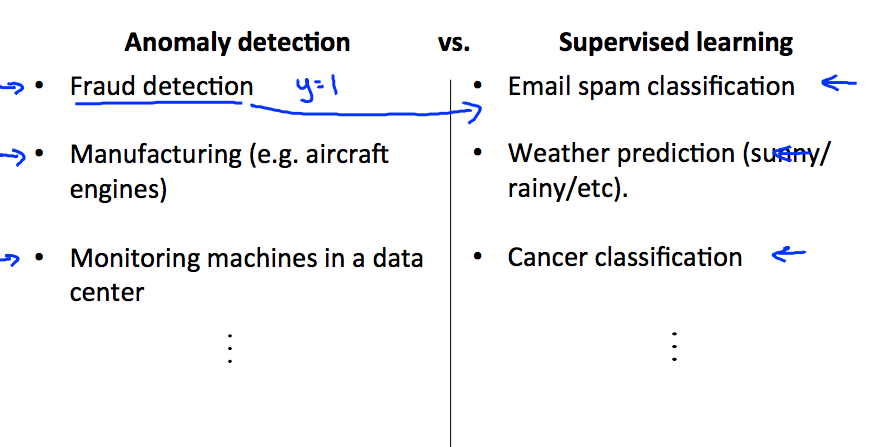 Anomaly detection vs. Supervised learning
• Fraud detection y=1
• Manufacturing (e.g. aircraft
engines)
• Monitoring machines in a data
center
• Email spam classification
• Weather prediction (sunny/
rainy/etc).
• Cancer classification